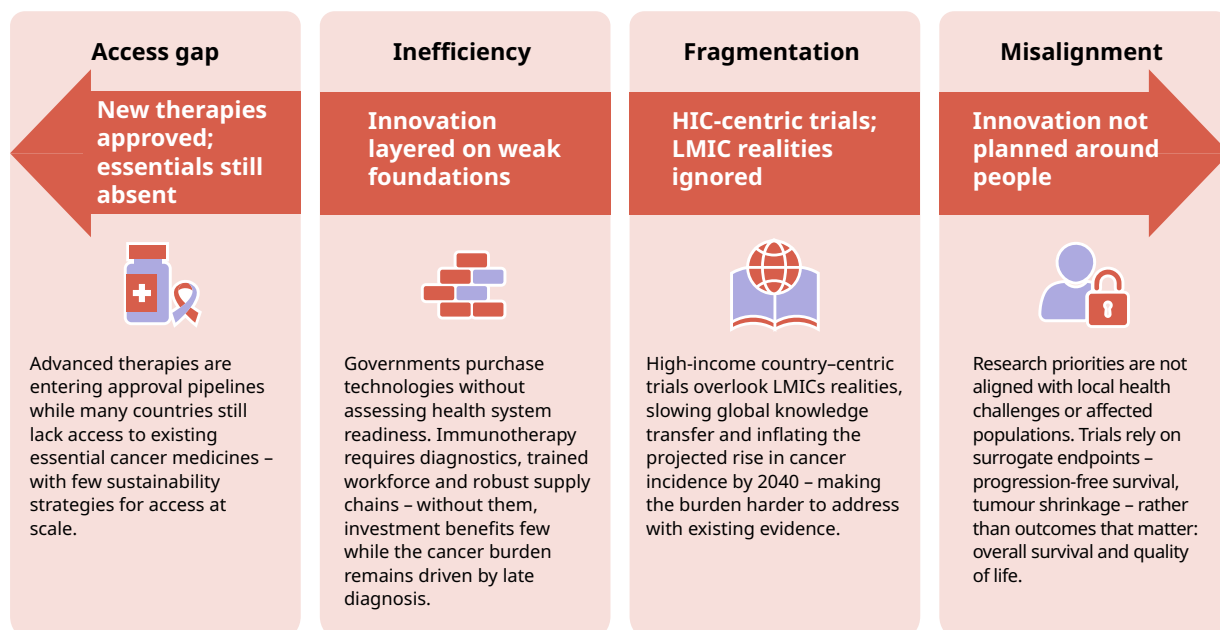 Access gap
New therapies
approved;
essentials still
absent
Advanced therapies are
entering approval pipelines
while many countries still
lack access to existing
essential cancer medicines –
with few sustainability
strategies for access at
scale.
Inefficiency
Innovation
layered on weak
foundations
Governments purchase
technologies without
assessing health system
readiness. Immunotherapy
requires diagnostics, trained
workforce and robust supply
chains – without them,
investment benefits few
while the cancer burden
remains driven by late
diagnosis.
Fragmentation
HIC-centric trials;
LMIC realities
ignored
High-income country–centric
trials overlook LMICs realities,
slowing global knowledge
transfer and inflating the
projected rise in cancer
incidence by 2040 – making
the burden harder to address
with existing evidence.
Misalignment
Innovation not
planned around
people
Research priorities are not
aligned with local health
challenges or affected
populations. Trials rely on
surrogate endpoints –
progression-free survival,
tumour shrinkage – rather
than outcomes that matter:
overall survival and quality
of life.